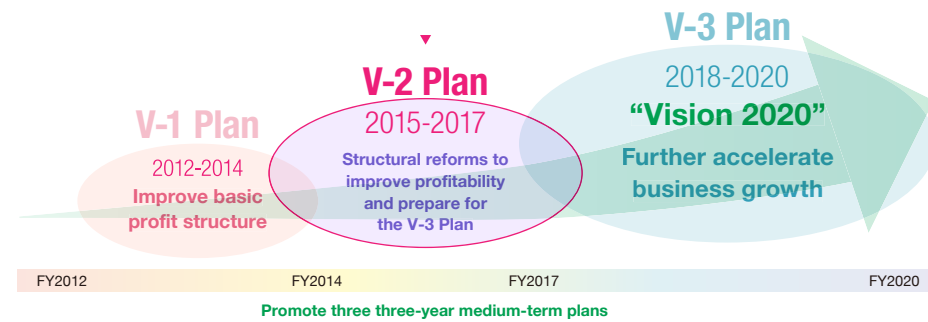 V-1 Plan
2012-2014
Improve basic
profit structure
V-2 Plan
2015-2017
Structural reforms to
improve profitability
and prepare for
the V-3 Plan
V-3 Plan
2018-2020
“Vision 2020”
Further accelerate
business growth
FY2012
FY2014
FY2017
FY2020
Promote three three-year medium-term plans